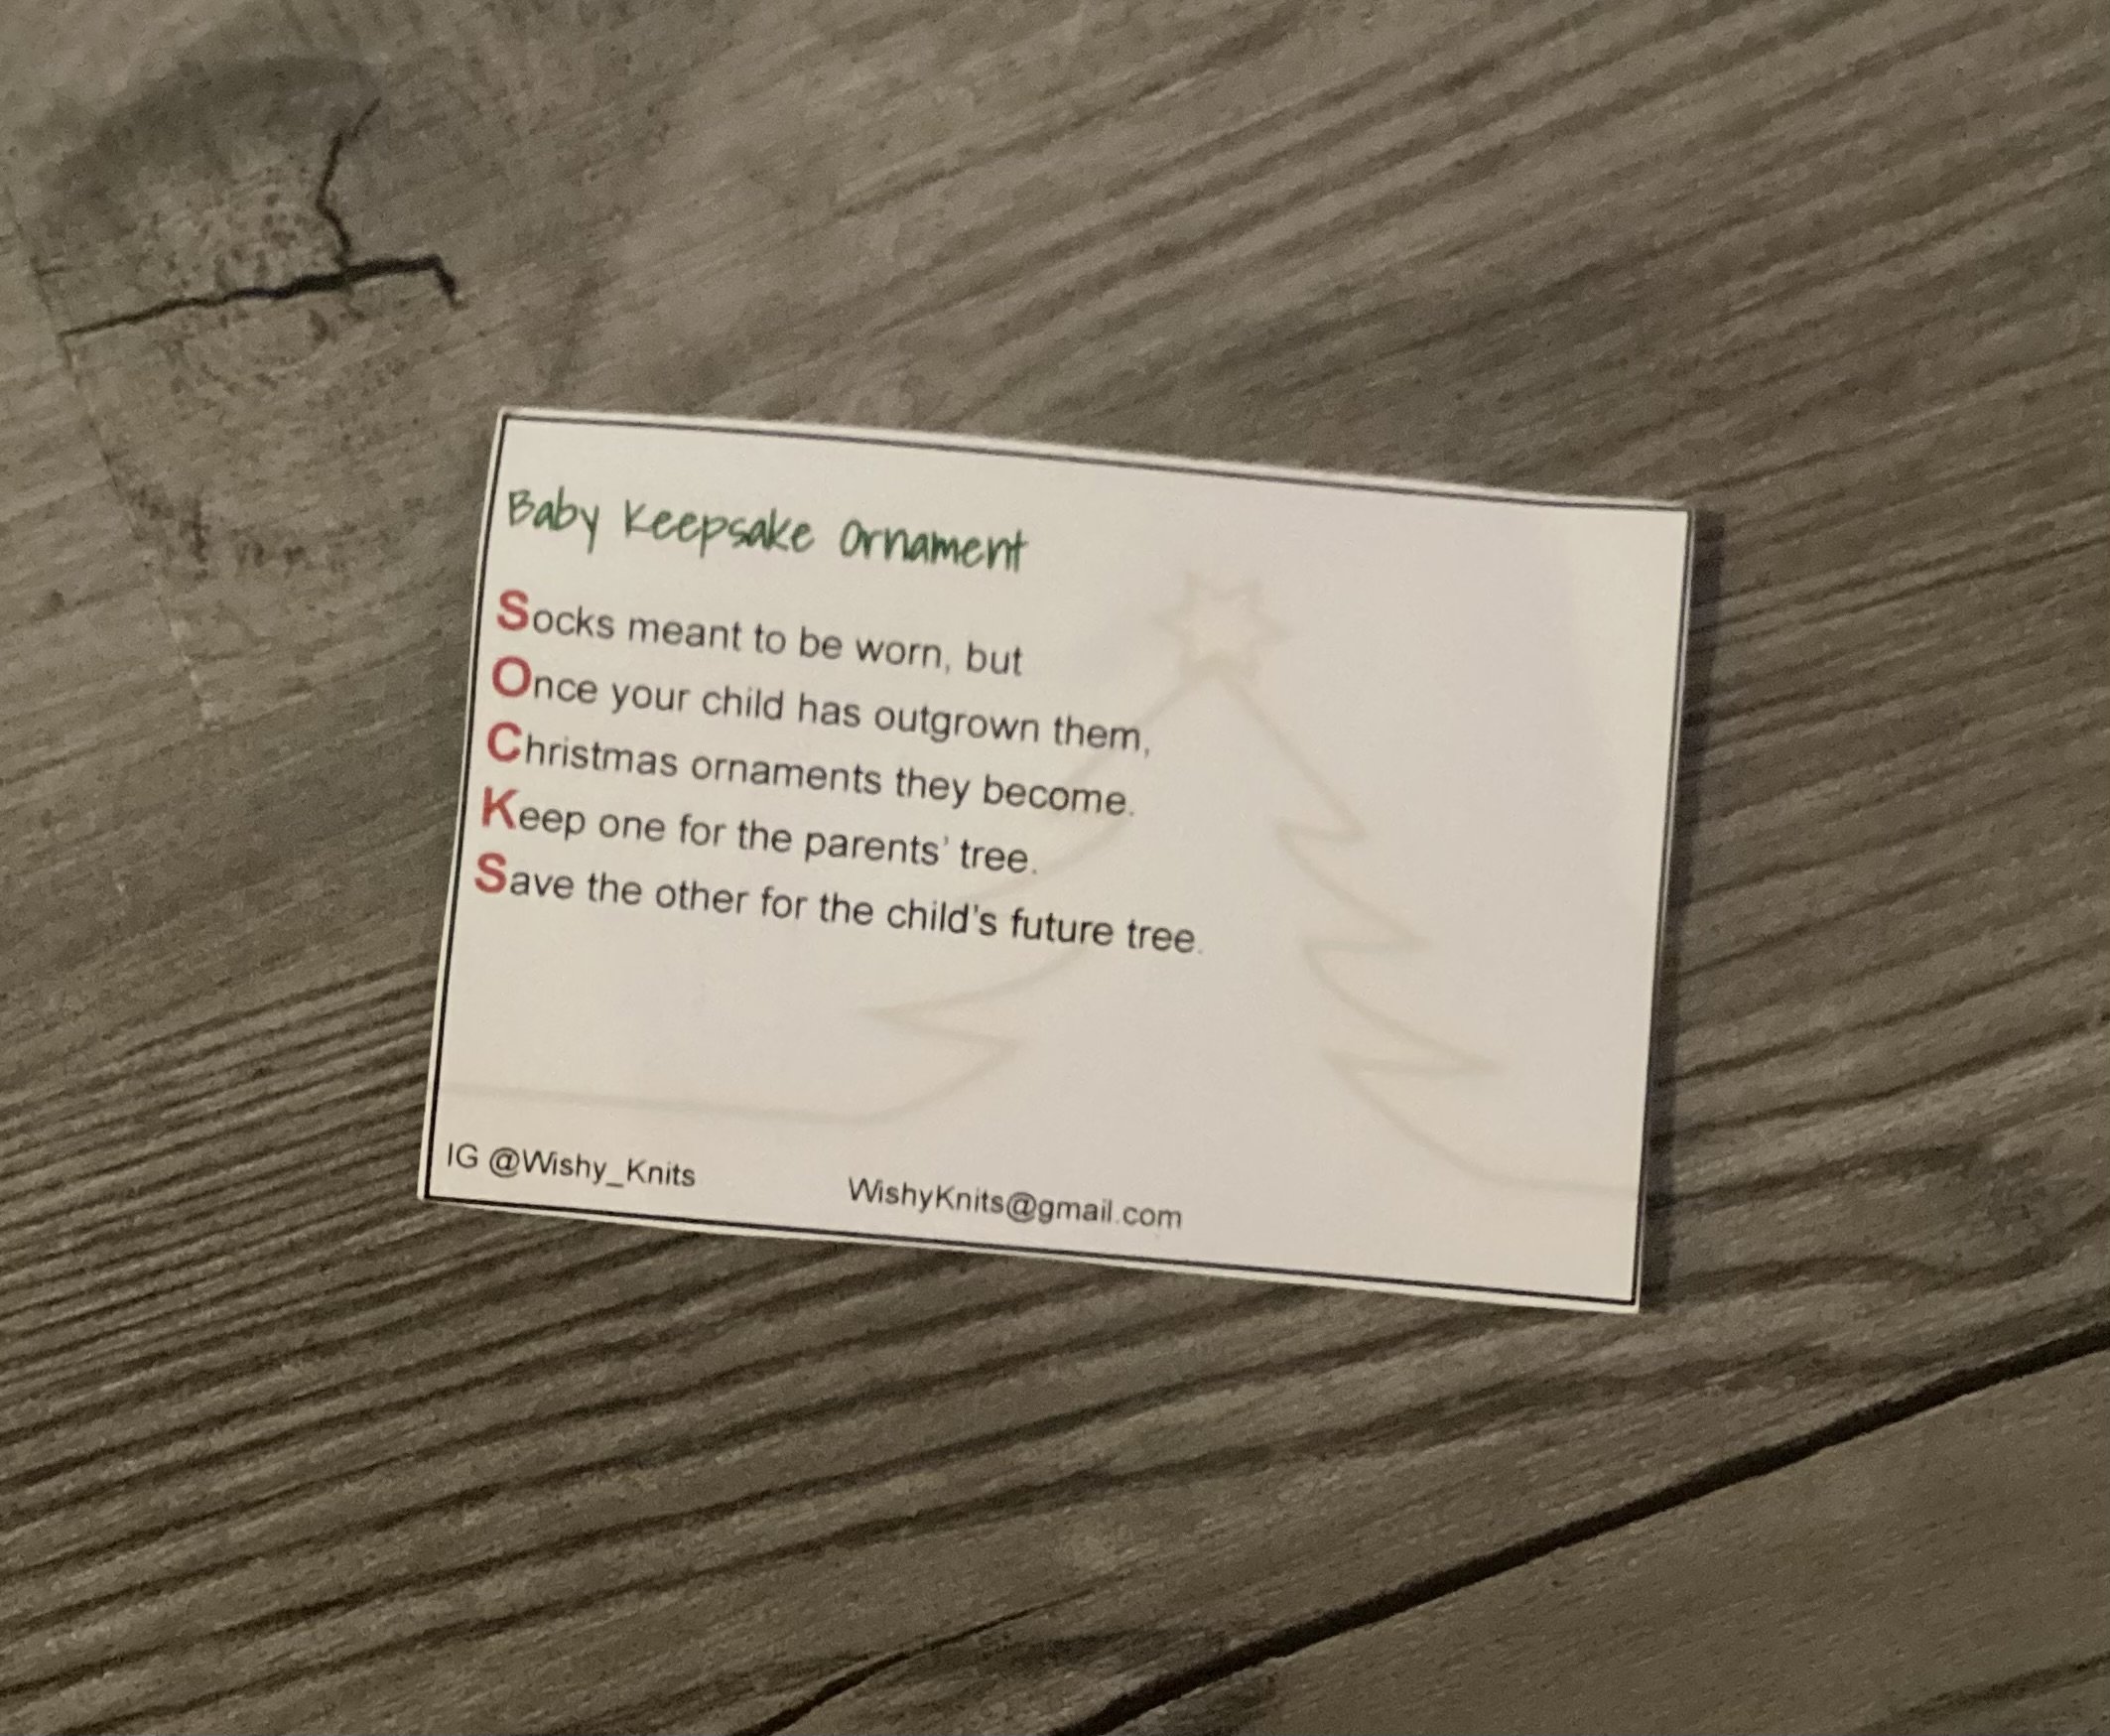 Baby Keepsake Ornament
Socks meant to be worn, but
Once your child has outgrown them,
Christmas ornaments they become.
Keep one for the parents' tree.
Save the other for the child's future tree.
IG @Wishy_Knits WishyKnits@gmail.com